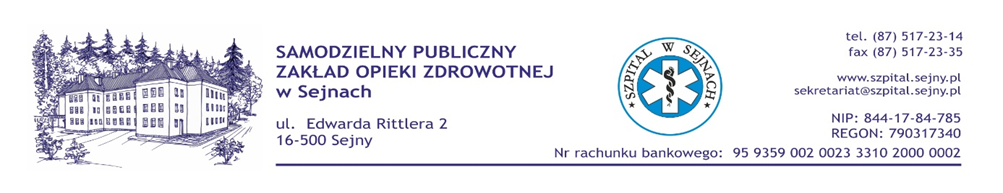 SAMODZIELNY PUBLICZNY
ZAKŁAD OPIEKI ZDROWOTNEJ
w Sejnach
ul.  Edwarda Rittlera 2
16-500 Sejny
SZPITAL W SEJNACH
tel. (87) 517-23-14
fax (87) 517-23-35
www.szpital.sejny.pl
sekretariat@szpital.sejny.pl
NIP: 844-17-84-785
REGON: 790317340
Nr rachunku bankowego:  95 9359 002 0023 3310 2000 0002